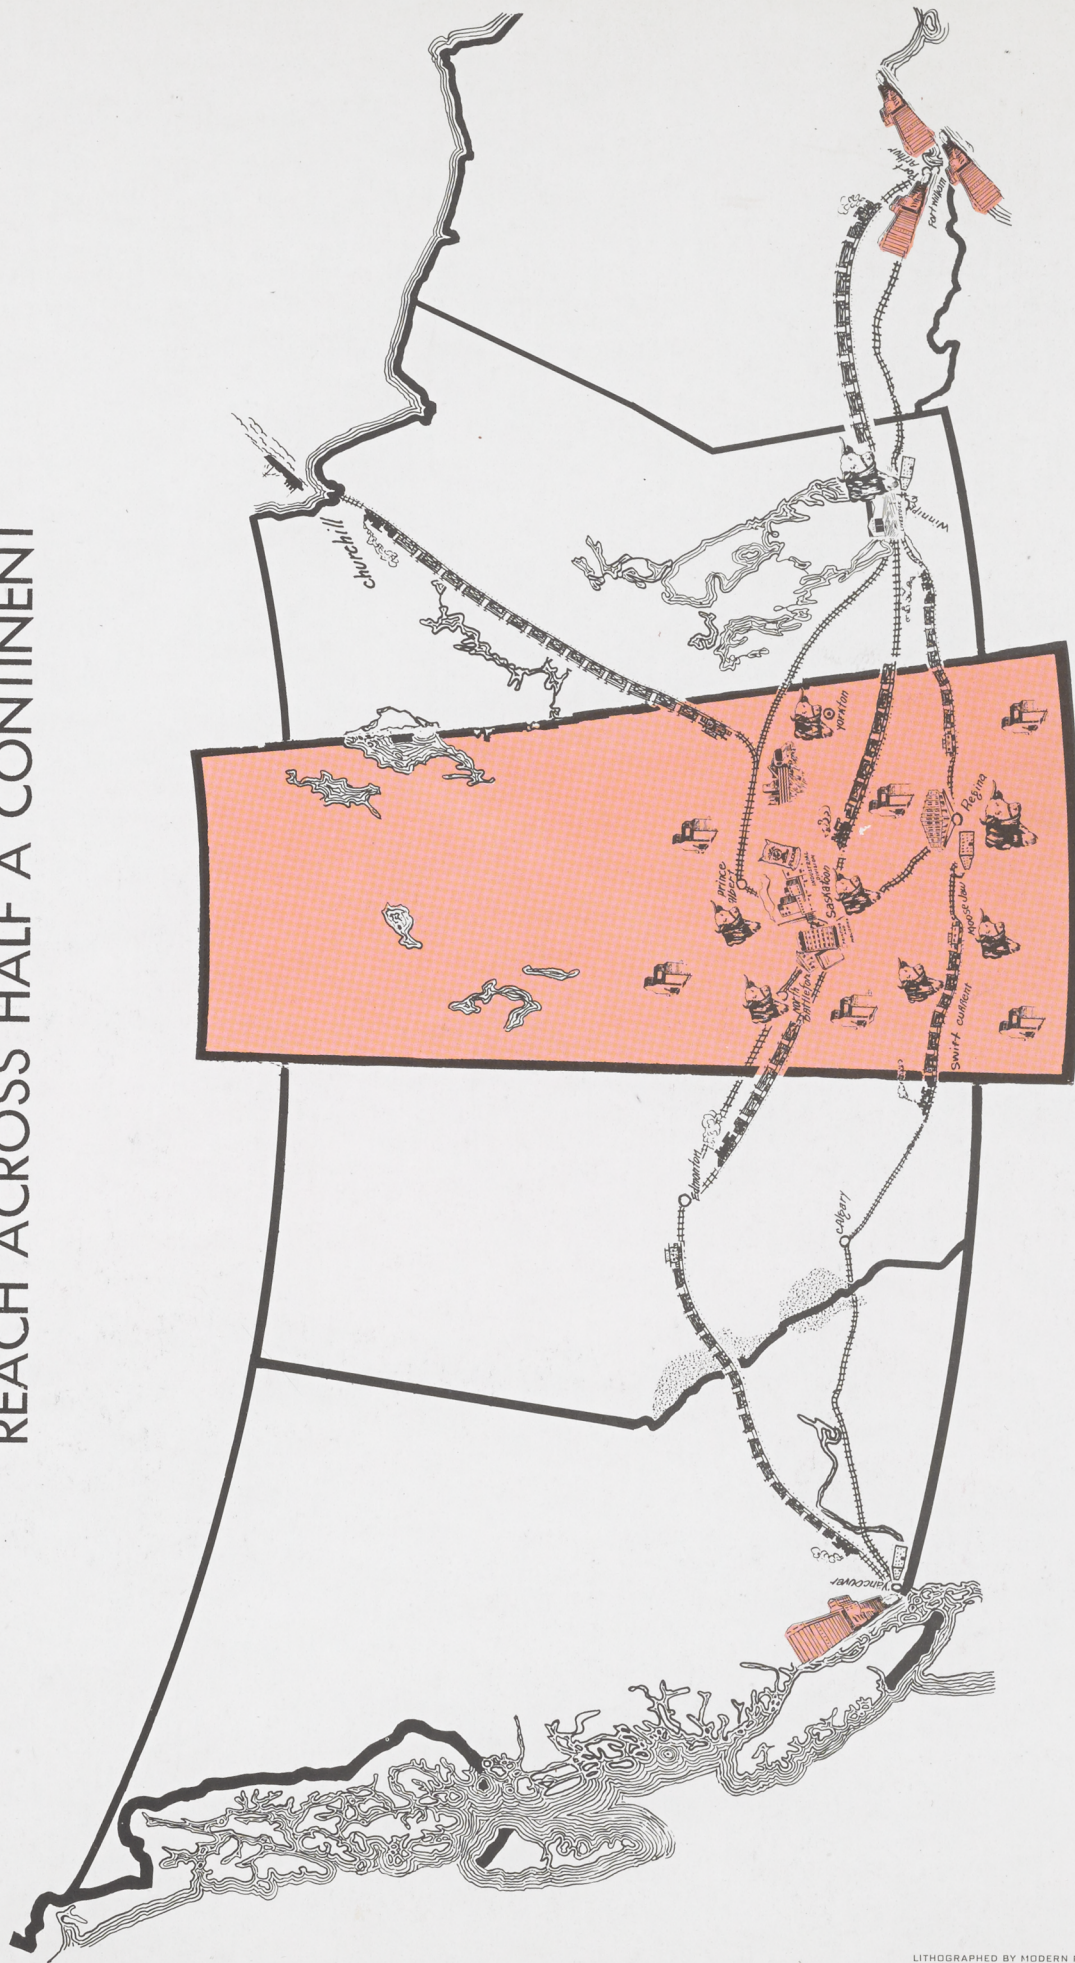 REACH ACROSS HALF A CONTINENT
churchill
Port
Arthur
Fort William
Winnipeg
Yorkton
Regina
Prince
Albert
Saskatoon
Moose Jaw
North
Battleford
Swift Current
Edmonton
Calgary
Vancouver
LITHOGRAPHED BY MODERN